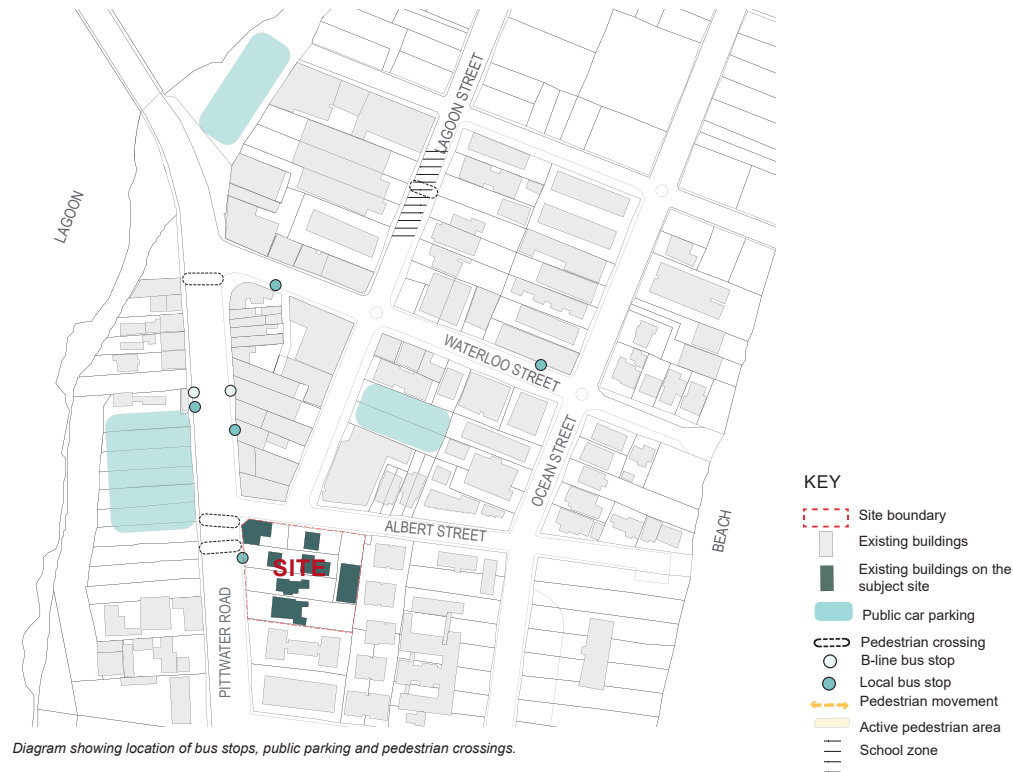 LAGOON STREET
LAGOON
WATERLOO STREET
OCEAN STREET
ALBERT STREET
BEACH
SITE
PITTWATER ROAD
KEY
Site boundary
Existing buildings
Existing buildings on the
subject site
Public car parking
Pedestrian crossing
B-line bus stop
Local bus stop
Pedestrian movement
Active pedestrian area
School zone
Diagram showing location of bus stops, public parking and pedestrian crossings.